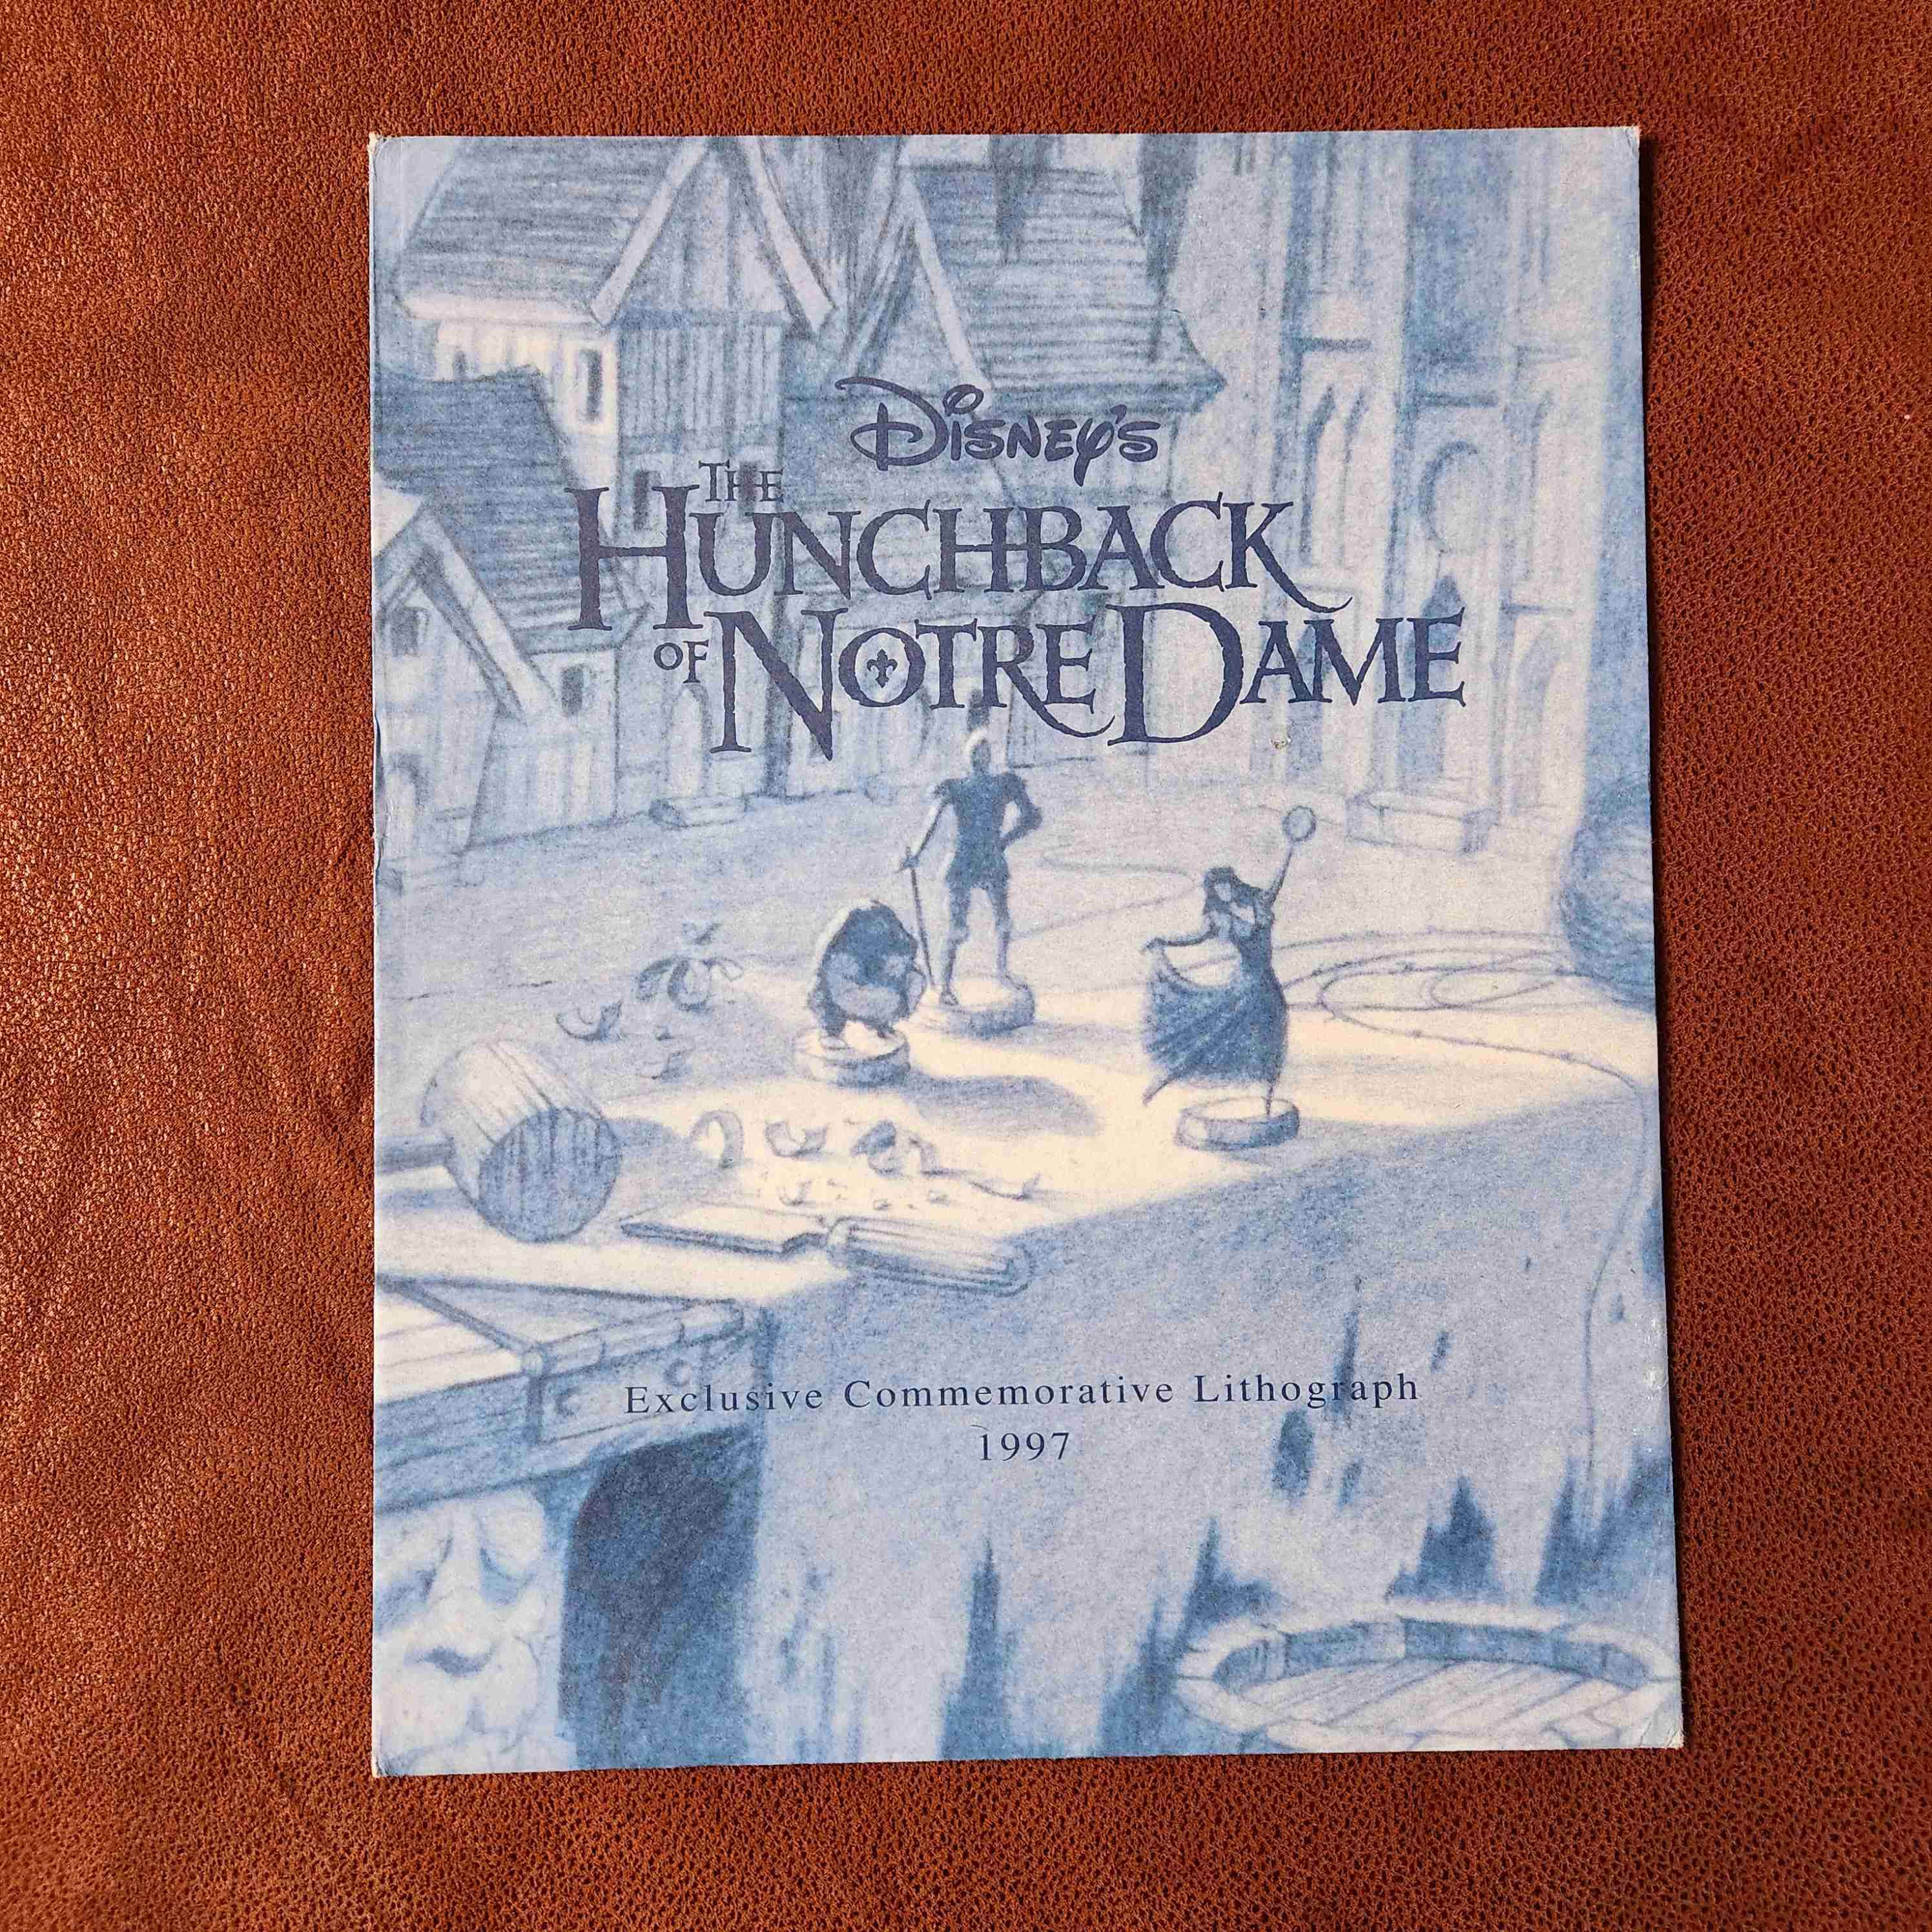 Disney's
The
Hunchback
of Notre Dame
Exclusive Commemorative Lithograph
1997